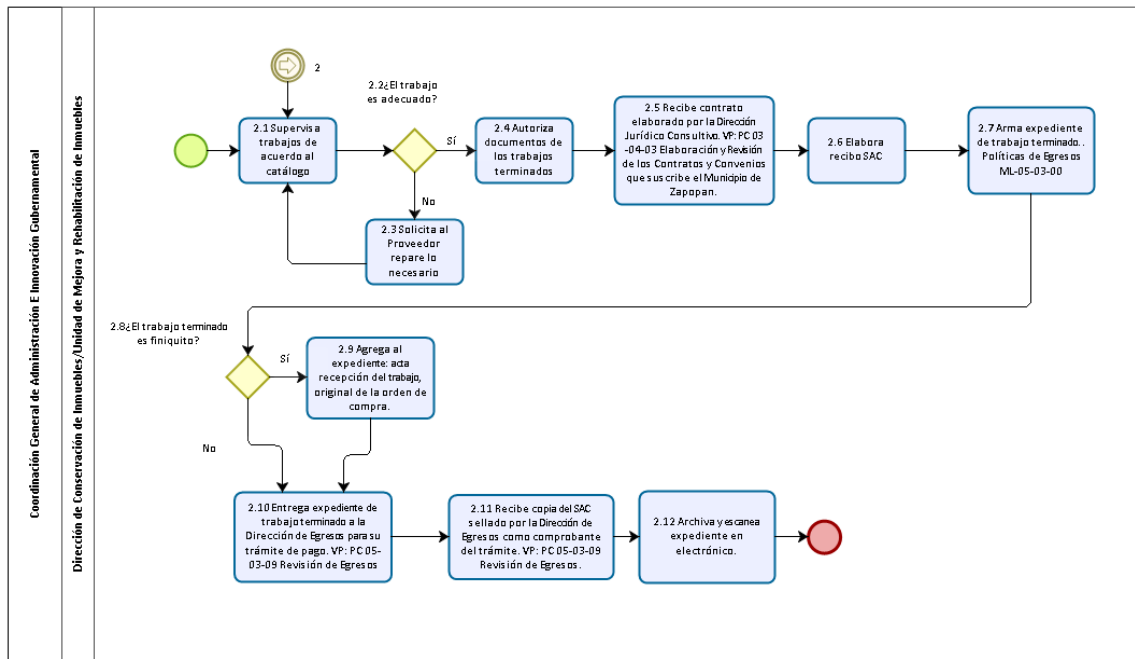 Coordinación General de Administración E Innovación Gubernamental
Dirección de Conservación de Inmuebles/Unidad de Mejora y Rehabilitación de Inmuebles
2
2.1 Supervisa
trabajos de
acuerdo al
catálogo
2.2¿El trabajo
es adecuado?
Sí
No
2.3 Solicita al
Proveedor
repare lo
necesario
2.4 Autoriza
documentos de
los trabajos
terminados
2.5 Recibe contrato
elaborado por la Dirección
Jurídico Consultivo. VP: PC 03
-04-03 Elaboración y Revisión
de los Contratos y Convenios
que suscribe el Municipio de
Zapopan.
2.6 Elabora
recibo SAC
2.7 Arma expediente
de trabajo terminado. .
Políticas de Egresos
ML-05-03-00
2.8¿El trabajo terminado
es finiquito?
Sí
No
2.9 Agrega al
expediente: acta
recepción del trabajo,
original de la orden de
compra.
2.10 Entrega expediente de
trabajo terminado a la
Dirección de Egresos para su
trámite de pago. VP: PC 05-
03-09 Revisión de Egresos
2.11 Recibe copia del SAC
sellado por la Dirección de
Egresos como comprobante
del trámite. VP: PC 05-03-09
Revisión de Egresos.
2.12 Archiva y escanea
expediente en
electrónico.